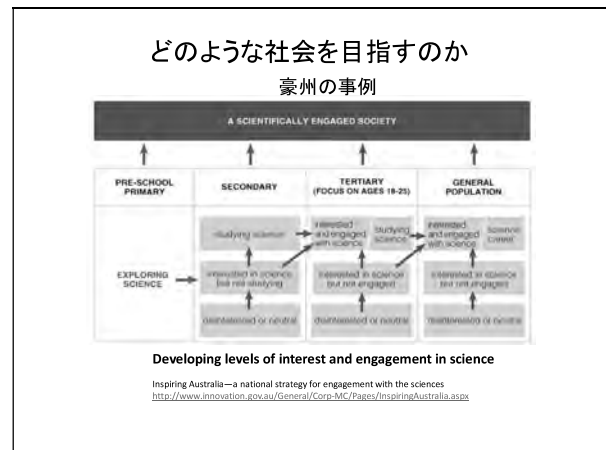 どのような社会を目指すのか
豪州の事例
A SCIENTIFICALLY ENGAGED SOCIETY
PRE-SCHOOL
PRIMARY
SECONDARY
TERTIARY
(FOCUS ON AGES 18-25)
GENERAL
POPULATION
EXPLORING
SCIENCE
studying science
interested in science
but not studying
disinterested or neutral
interested
and engaged
with science
studying
science
interested in science
but not engaged
disinterested or neutral
interested
and engaged
with science
science
career
interested in science
but not engaged
disinterested or neutral
Developing levels of interest and engagement in science
Inspiring Australia—a national strategy for engagement with the sciences
http://www.innovation.gov.au/General/Corp-MC/Pages/InspiringAustralia.aspx